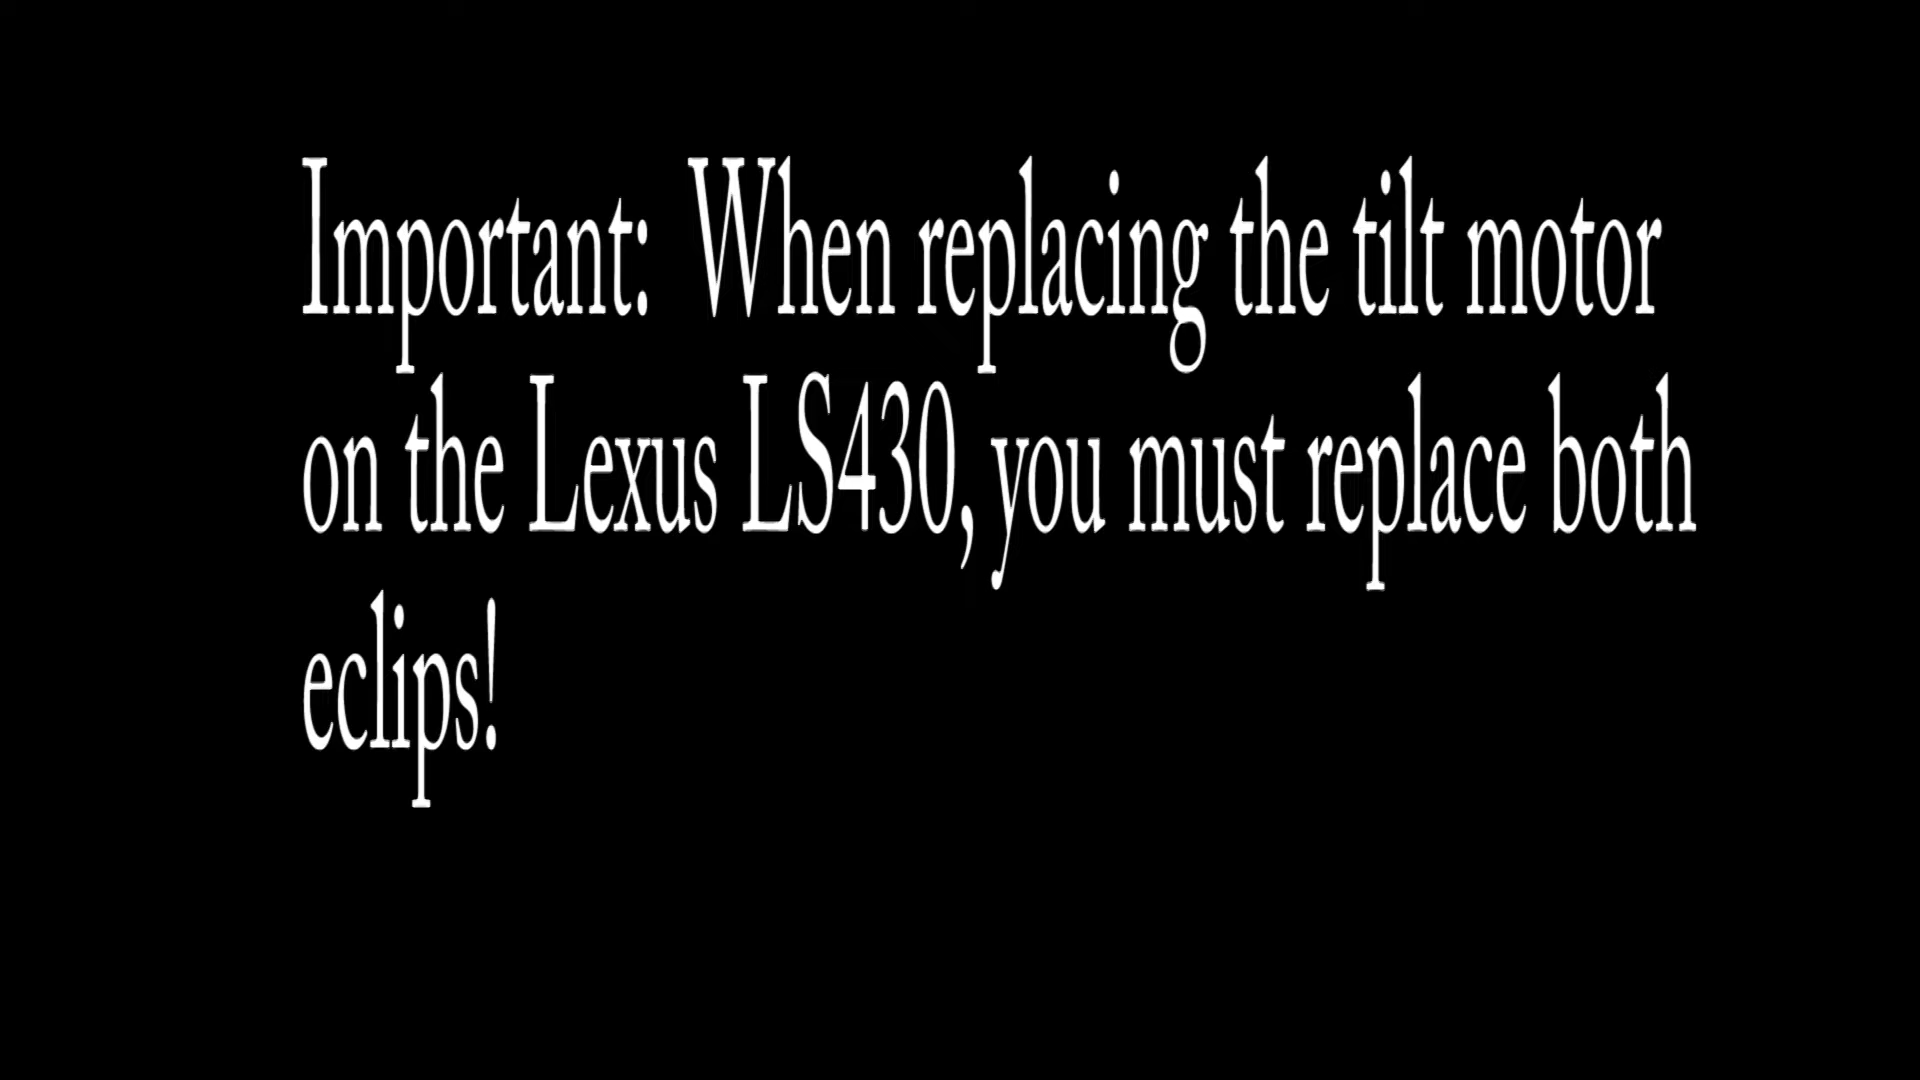 Important:  When replacing the tilt motor
on the Lexus LS430, you must replace both
eclips!